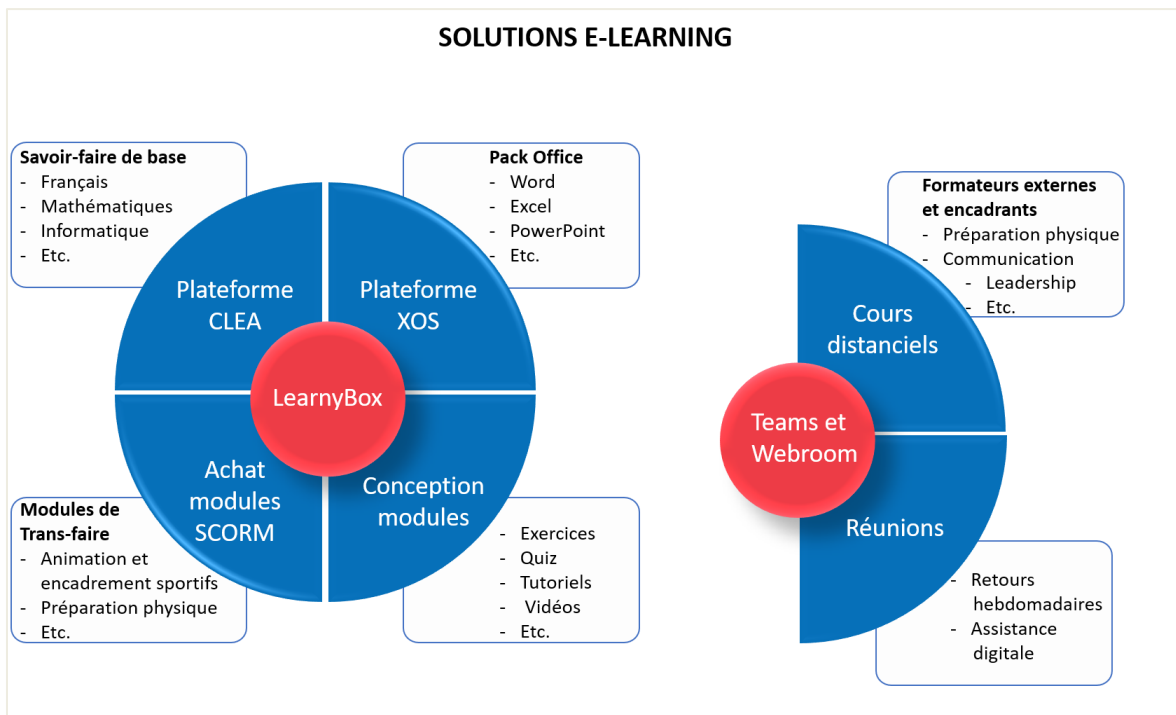 SOLUTIONS E-LEARNING
Savoir-faire de base
- Français
- Mathématiques
- Informatique
- Etc.
Pack Office
- Word
- Excel
- PowerPoint
- Etc.
Plateforme
CLEA
Plateforme
XOS
LearnyBox
Achat
modules
SCORM
Conception
modules
Modules de
Trans-faire
- Animation et
encadrement sportifs
- Préparation physique
- Etc.
- Exercices
- Quiz
- Tutoriels
- Vidéos
- Etc.
Formateurs externes
et encadrants
- Préparation physique
- Communication
- Leadership
- Etc.
Cours
distanciels
Teams et
Webroom
Réunions
- Retours
hebdomadaires
- Assistance
digitale